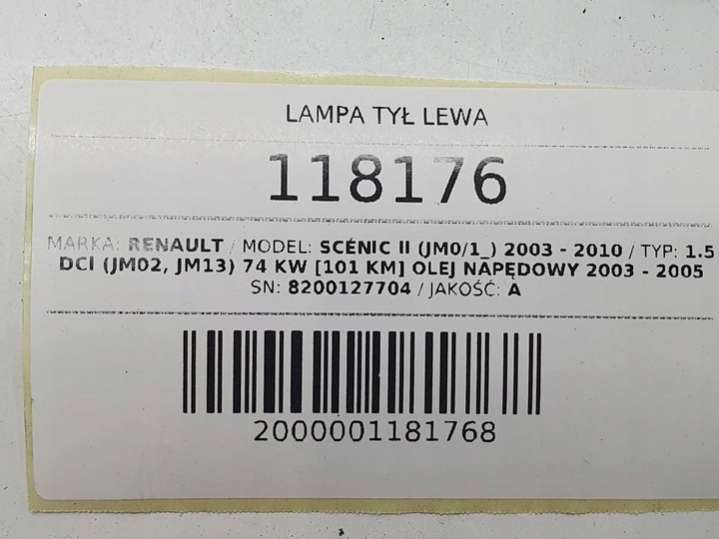 LAMPA TYŁ LEWA
118176
MARKA: RENAULT / MODEL: SCÉNIC II (JM0/1_) 2003 - 2010 / TYP: 1.5
DCI (JM02, JM13) 74 KW [101 KM] OLEJ NAPĘDOWY 2003 - 2005
SN: 8200127704 / JAKOŚĆ: A
2000001181768